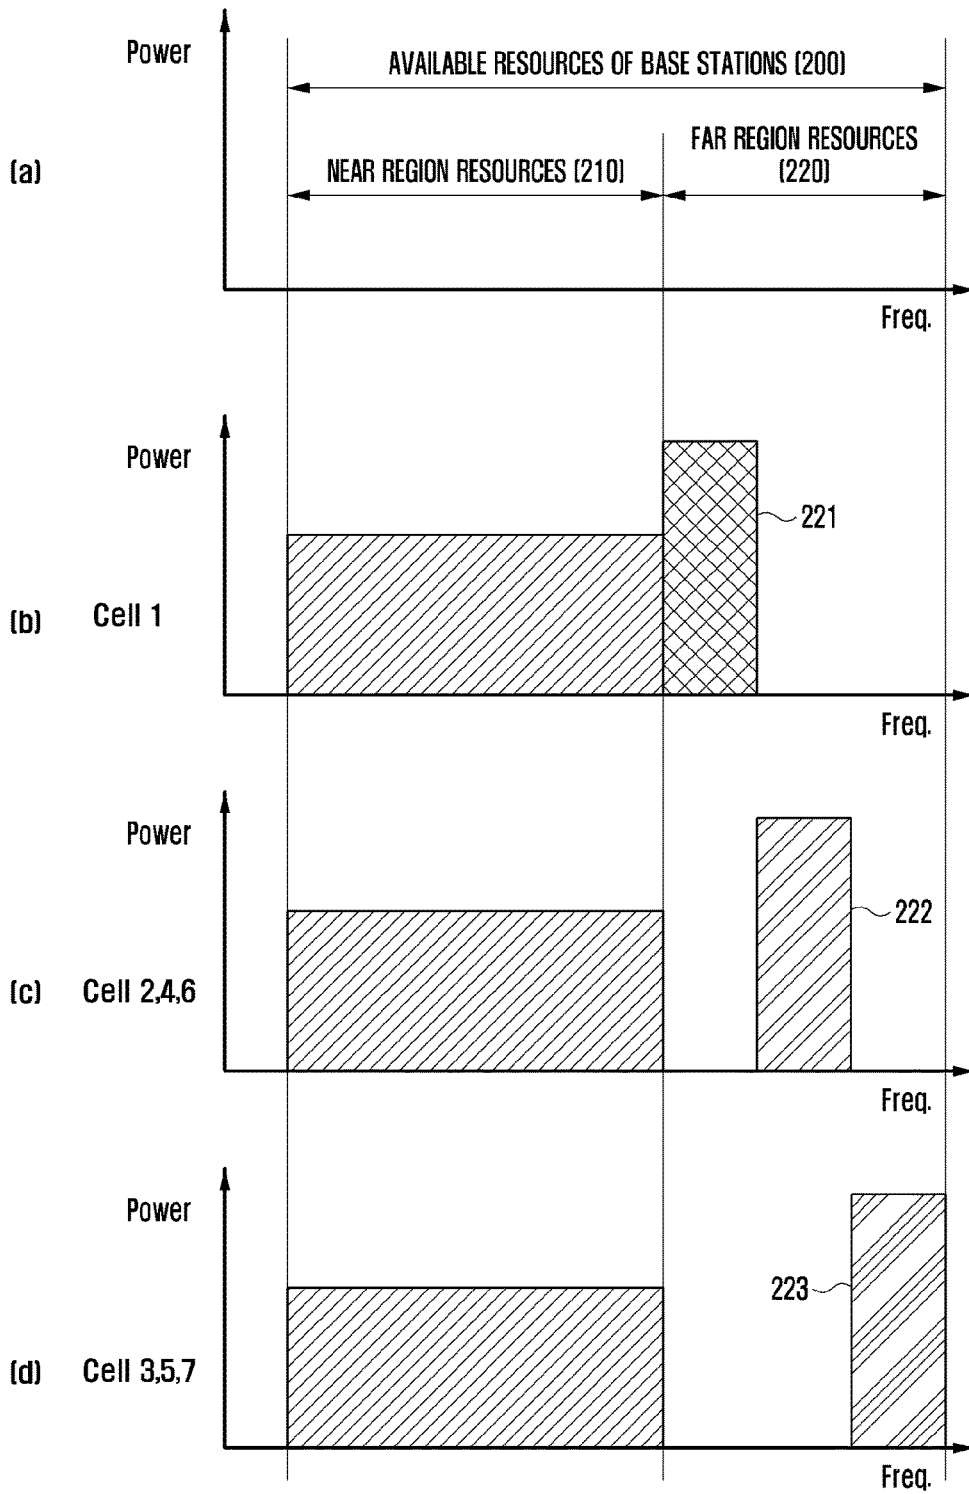 Power
AVAILABLE RESOURCES OF BASE STATIONS (200)
FAR REGION RESOURCES
(220)
NEAR REGION RESOURCES (210)
(a)
Freq.
Power
221
(b) Cell 1
Freq.
Power
222
(c) Cell 2,4,6
Freq.
Power
223
(d) Cell 3,5,7
Freq.